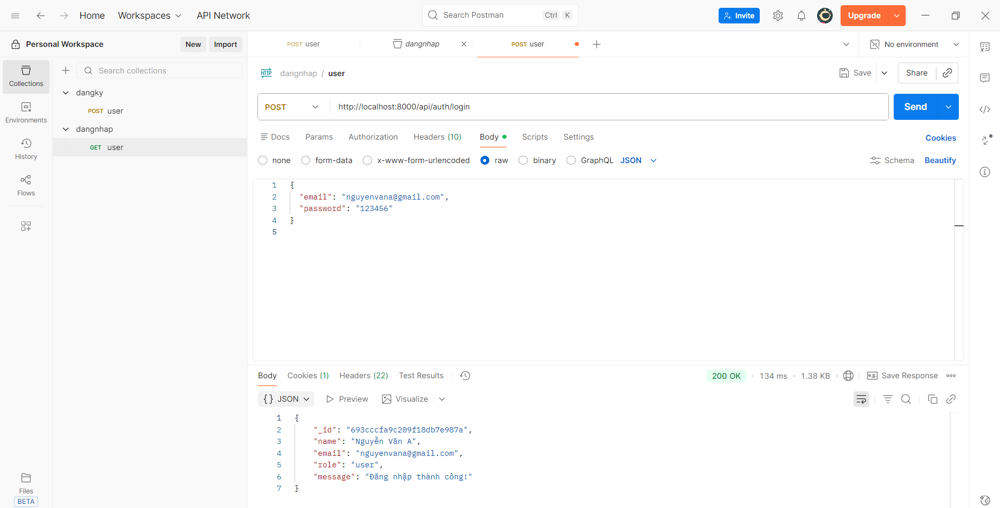 Home
Workspaces
API Network
Search Postman
Ctrl K
Invite
Upgrade
Personal Workspace
New
Import
POST user
dangnhap
POST user
No environment
Collections
Environments
History
Flows
Files
BETA
Search collections
dangky
POST user
dangnhap
GET user
HTTP
dangnhap / user
Save
Share
POST
http://localhost:8000/api/auth/login
Send
Docs
Params
Authorization
Headers (10)
Body
Scripts
Settings
Cookies
none
form-data
x-www-form-urlencoded
raw
binary
GraphQL
JSON
Schema
Beautify
1 {
2 "email": "nguyenvana@gmail.com",
3 "password": "123456"
4 }
5
Body
Cookies (1)
Headers (22)
Test Results
200 OK
134 ms
1.38 KB
e.g.
Save Response
{} JSON
Preview
Visualize
1 {
2 "_id": "693cccfa9c209f18db7e987a",
3 "name": "Nguyễn Văn A",
4 "email": "nguyenvana@gmail.com",
5 "role": "user",
6 "message": "Đăng nhập thành công!"
7 }